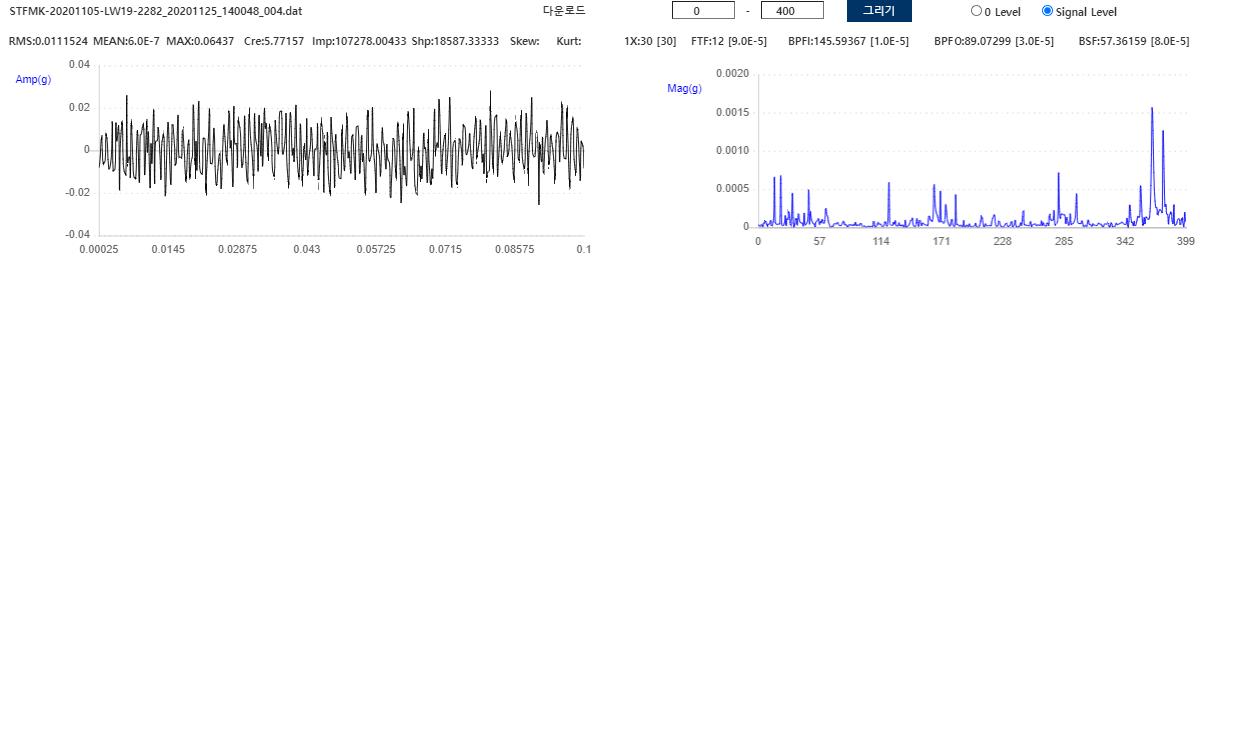 STFMK-20201105-LW19-2282_20201125_140048_004.dat 다운로드 0 - 400 그리기 0 Level Signal Level
RMS:0.0111524 MEAN:6.0E-7 MAX:0.06437 Cre:5.77157 Imp:107278.00433 Shp:18587.33333 Skew: Kurt: 1X:30 [30] FTF:12 [9.0E-5] BPFI:145.59367 [1.0E-5] BPFO:89.07299 [3.0E-5] BSF:57.36159 [8.0E-5]
Amp(g)
0.04
0.02
0
-0.02
-0.04
0.00025 0.0145 0.02875 0.043 0.05725 0.0715 0.08575 0.1
Mag(g)
0.0020
0.0015
0.0010
0.0005
0
0 57 114 171 228 285 342 399